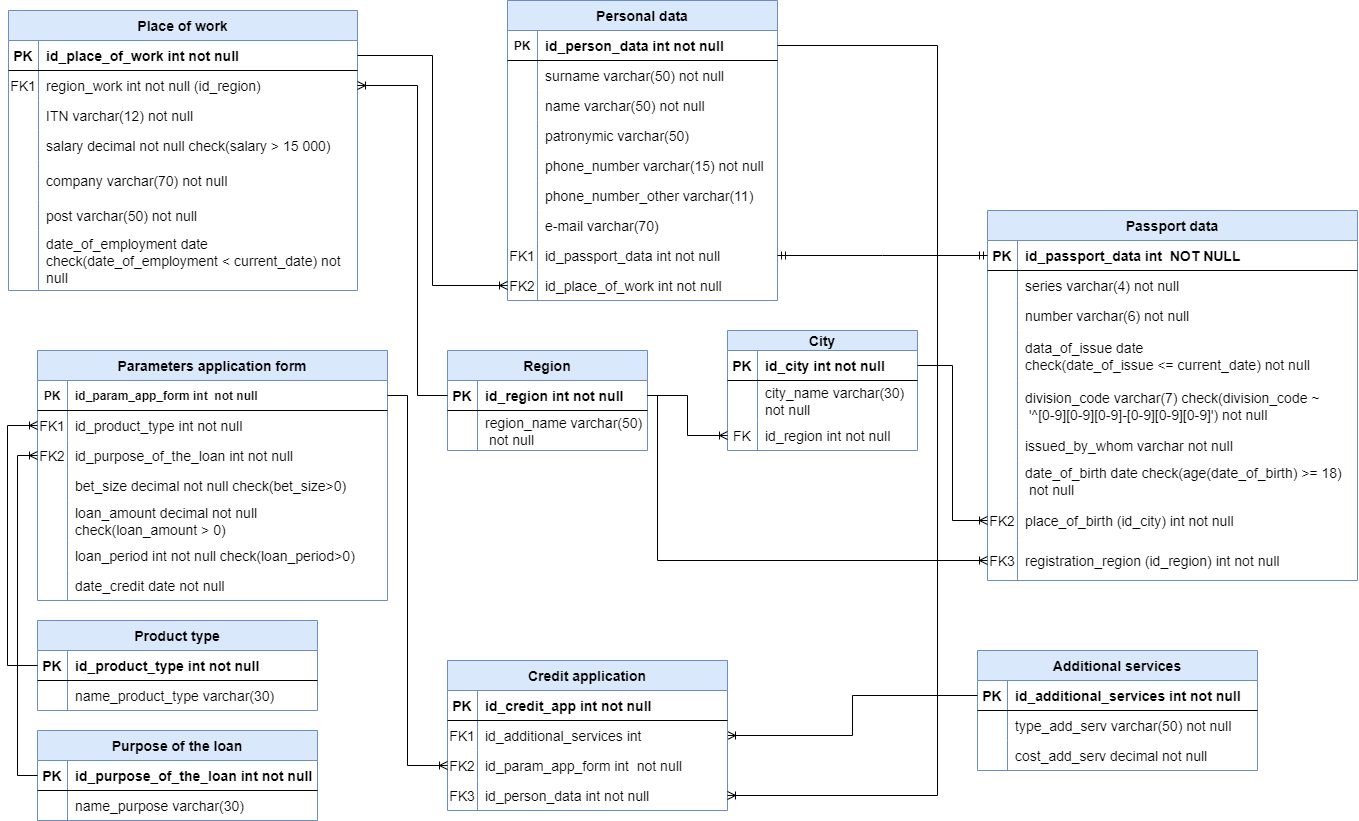 Place of work
PK id_place_of_work int not null
FK1 region_work int not null (id_region)
ITN varchar(12) not null
salary decimal not null check(salary > 15 000)
company varchar(70) not null
post varchar(50) not null
date_of_employment date
check(date_of_employment < current_date) not
null
Personal data
PK id_person_data int not null
surname varchar(50) not null
name varchar(50) not null
patronymic varchar(50)
phone_number varchar(15) not null
phone_number_other varchar(11)
e-mail varchar(70)
FK1 id_passport_data int not null
FK2 id_place_of_work int not null
Passport data
PK id_passport_data int NOT NULL
series varchar(4) not null
number varchar(6) not null
data_of_issue date
check(date_of_issue <= current_date) not null
division_code varchar(7) check(division_code ~
'^[0-9][0-9][0-9]-[0-9][0-9][0-9]') not null
issued_by_whom varchar not null
date_of_birth date check(age(date_of_birth) >= 18)
not null
FK2 place_of_birth (id_city) int not null
FK3 registration_region (id_region) int not null
Parameters application form
PK id_param_app_form int not null
FK1 id_product_type int not null
FK2 id_purpose_of_the_loan int not null
bet_size decimal not null check(bet_size>0)
loan_amount decimal not null
check(loan_amount > 0)
loan_period int not null check(loan_period>0)
date_credit date not null
Region
PK id_region int not null
region_name varchar(50)
not null
City
PK id_city int not null
city_name varchar(30)
not null
FK id_region int not null
Product type
PK id_product_type int not null
name_product_type varchar(30)
Purpose of the loan
PK id_purpose_of_the_loan int not null
name_purpose varchar(30)
Credit application
PK id_credit_app int not null
FK1 id_additional_services int
FK2 id_param_app_form int not null
FK3 id_person_data int not null
Additional services
PK id_additional_services int not null
type_add_serv varchar(50) not null
cost_add_serv decimal not null